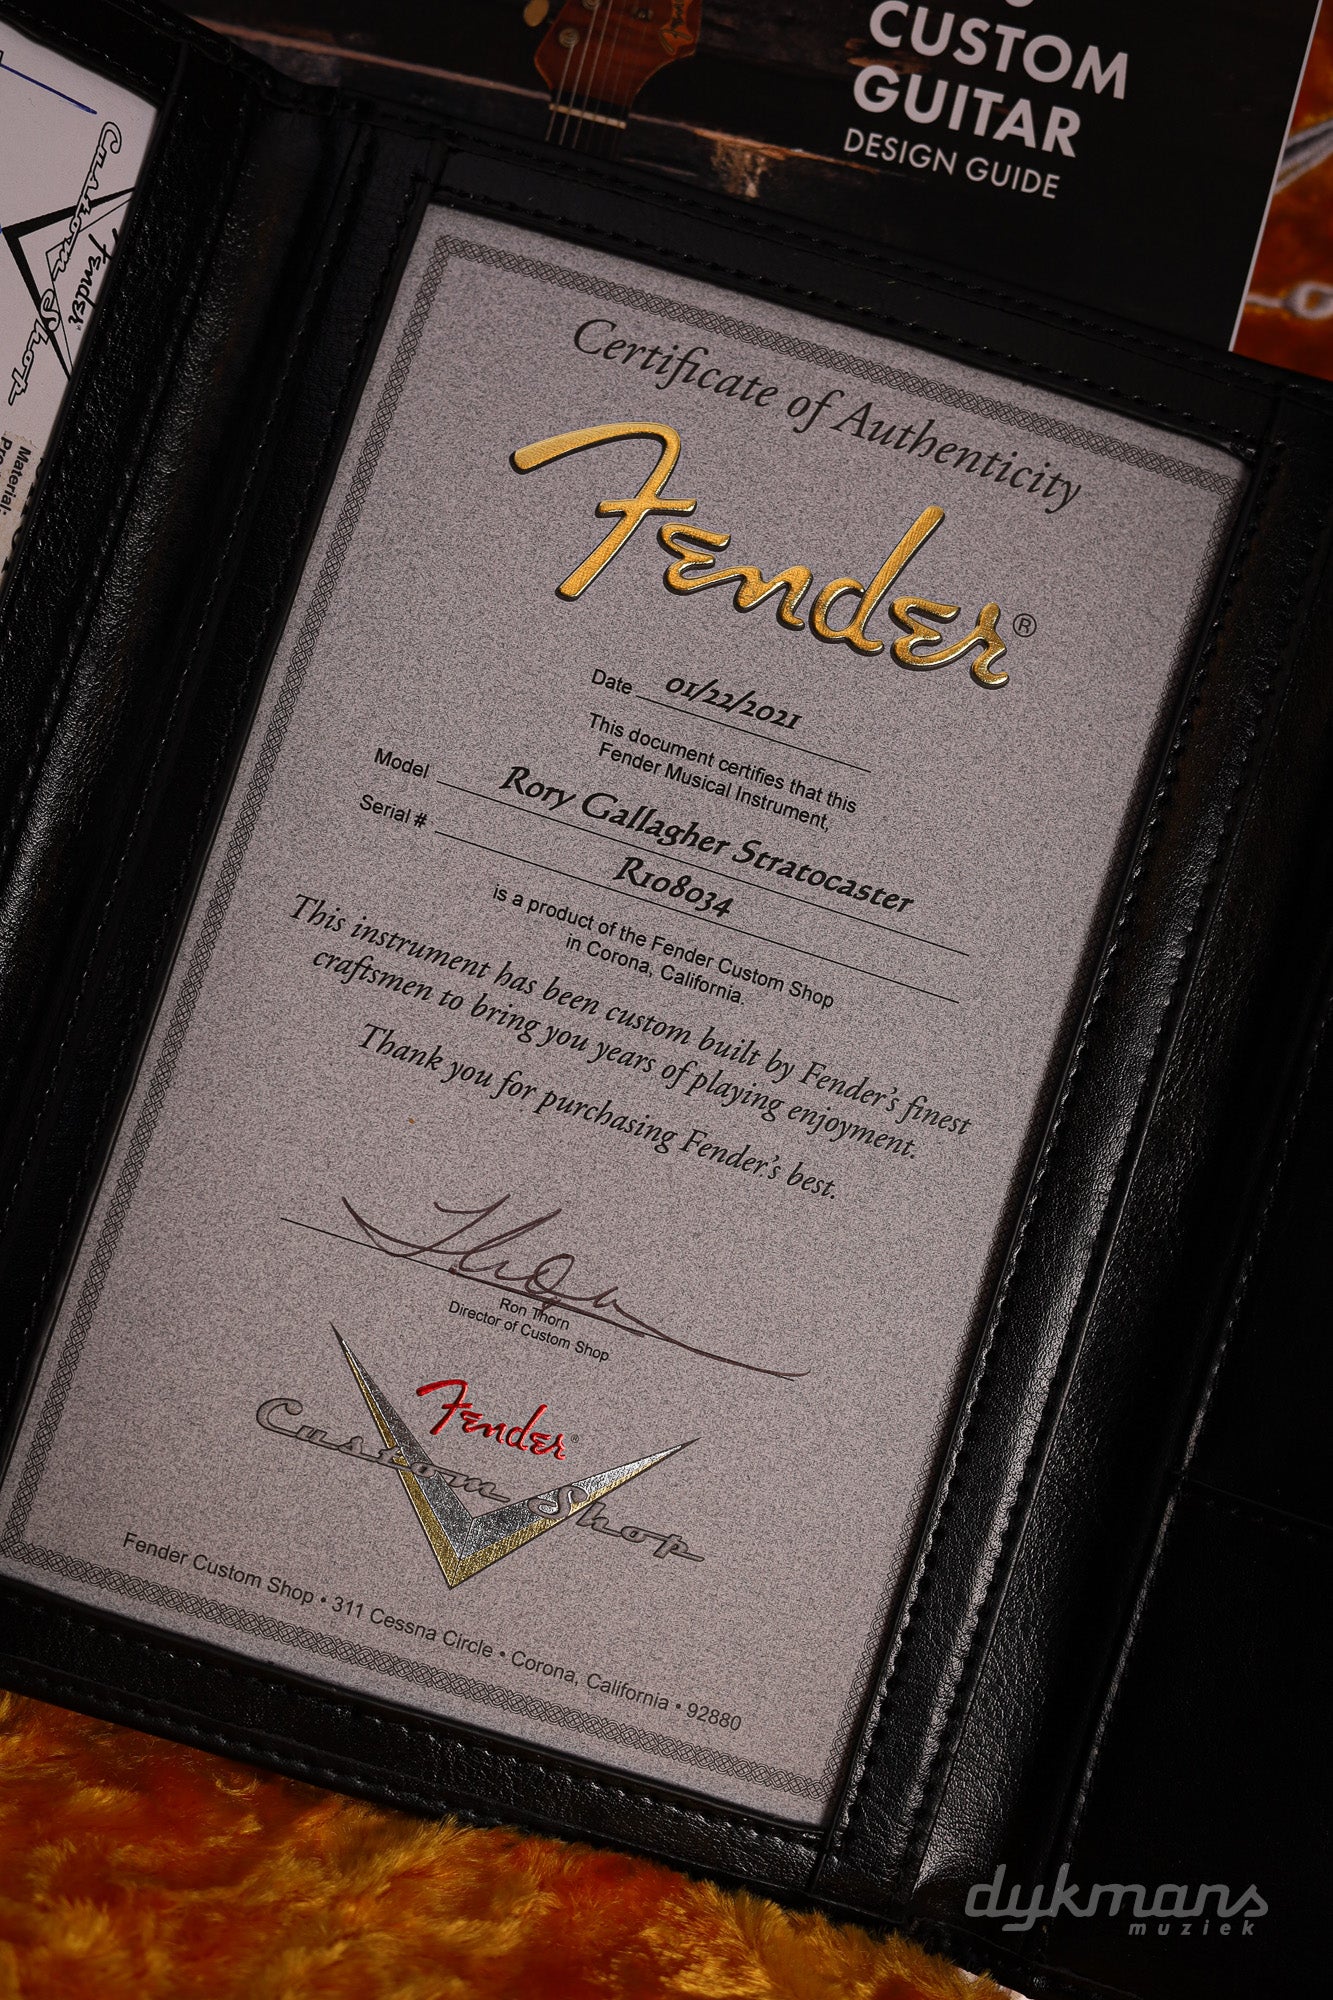 CUSTOM
GUITAR
DESIGN GUIDE
Custom Shop
Fender
Material:
Certificate of Authenticity
Fender®
Date 01/22/2021
This document certifies that this
Fender Musical Instrument,
Model Rory Gallagher Stratocaster
Serial # R108034
is a product of the Fender Custom Shop
in Corona, California.
This instrument has been custom built by Fender's finest
craftsmen to bring you years of playing enjoyment.
Thank you for purchasing Fender's best.
Ron Thorn
Director of Custom Shop
Fender®
Custom Shop
Fender Custom Shop • 311 Cessna Circle • Corona, California • 92880
dykmans
muziek